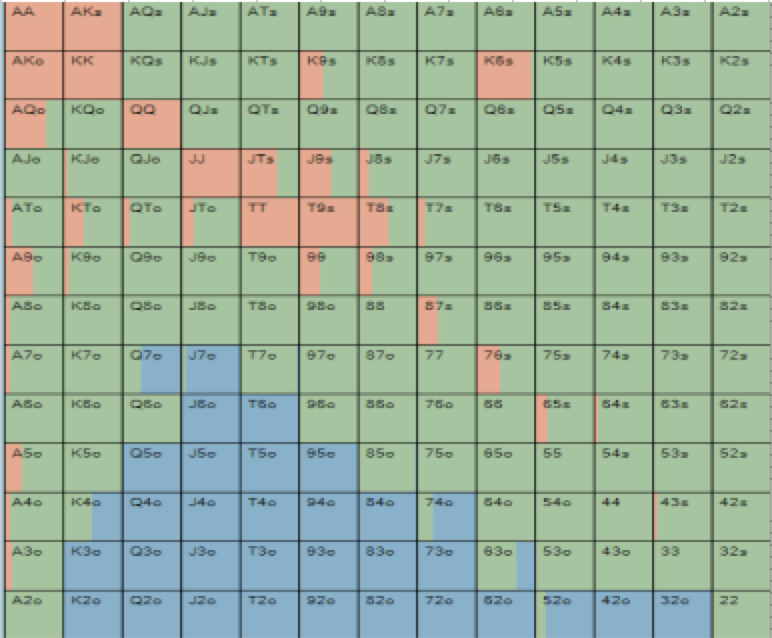 AA AKs AQs AJs ATs A9s A8s A7s A6s A5s A4s A3s A2s
AKo KK KQs KJs KTs K9s K8s K7s K6s K5s K4s K3s K2s
AQo KQo QQ QJs QTs Q9s Q8s Q7s Q6s Q5s Q4s Q3s Q2s
AJo KJo QJo JJ JTs J9s J8s J7s J6s J5s J4s J3s J2s
ATo KTo QTo JTo TT T9s T8s T7s T6s T5s T4s T3s T2s
A9o K9o Q9o J9o T9o 99 98s 97s 96s 95s 94s 93s 92s
A8o K8o Q8o J8o T8o 98o 88 87s 86s 85s 84s 83s 82s
A7o K7o Q7o J7o T7o 97o 87o 77 76s 75s 74s 73s 72s
A6o K6o Q6o J6o T6o 96o 86o 76o 66 65s 64s 63s 62s
A5o K5o Q5o J5o T5o 95o 85o 75o 65o 55 54s 53s 52s
A4o K4o Q4o J4o T4o 94o 84o 74o 64o 54o 44 43s 42s
A3o K3o Q3o J3o T3o 93o 83o 73o 63o 53o 43o 33 32s
A2o K2o Q2o J2o T2o 92o 82o 72o 62o 52o 42o 32o 22